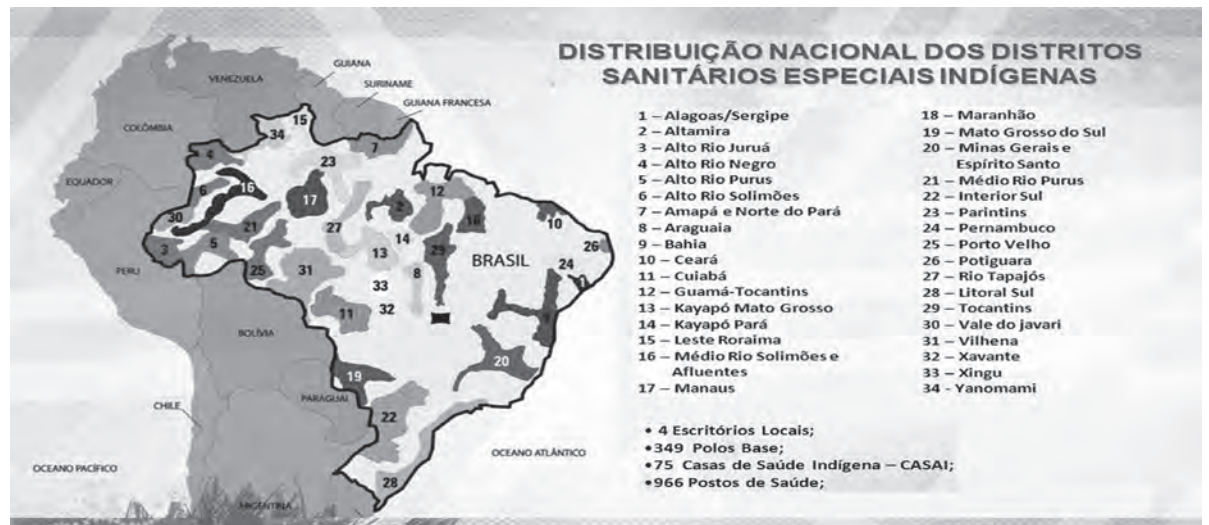 DISTRIBUIÇÃO NACIONAL DOS DISTRITOS
SANITÁRIOS ESPECIAIS INDÍGENAS
1 – Alagoas/Sergipe
2 – Altamira
3 – Alto Rio Juruá
4 – Alto Rio Negro
5 – Alto Rio Purus
6 – Alto Rio Solimões
7 – Amapá e Norte do Pará
8 – Araguaia
9 – Bahia
10 – Ceará
11 – Cuiabá
12 – Guamá-Tocantins
13 – Kayapó Mato Grosso
14 – Kayapó Pará
15 – Leste Roraima
16 – Médio Rio Solimões e
Afluentes
17 – Manaus
18 – Maranhão
19 – Mato Grosso do Sul
20 – Minas Gerais e
Espírito Santo
21 – Médio Rio Purus
22 – Interior Sul
23 – Parintins
24 – Pernambuco
25 – Porto Velho
26 – Potiguara
27 – Rio Tapajós
28 – Litoral Sul
29 – Tocantins
30 – Vale do javari
31 – Vilhena
32 – Xavante
33 – Xingu
34 - Yanomami
• 4 Escritórios Locais;
•349 Polos Base;
•75 Casas de Saúde Indígena – CASAI;
•966 Postos de Saúde;
VENEZUELA
GUIANA
SURINAME
GUIANA FRANCESA
COLÔMBIA
EQUADOR
PERU
BRASIL
BOLÍVIA
PARAGUAI
CHILE
ARGENTINA
OCEANO PACÍFICO
OCEANO ATLÂNTICO
15
34
7
4
23
6
16
17
2
12
18
10
30
21
27
14
29
26
3
5
13
24
25
31
8
1
33
32
11
9
20
19
22
28